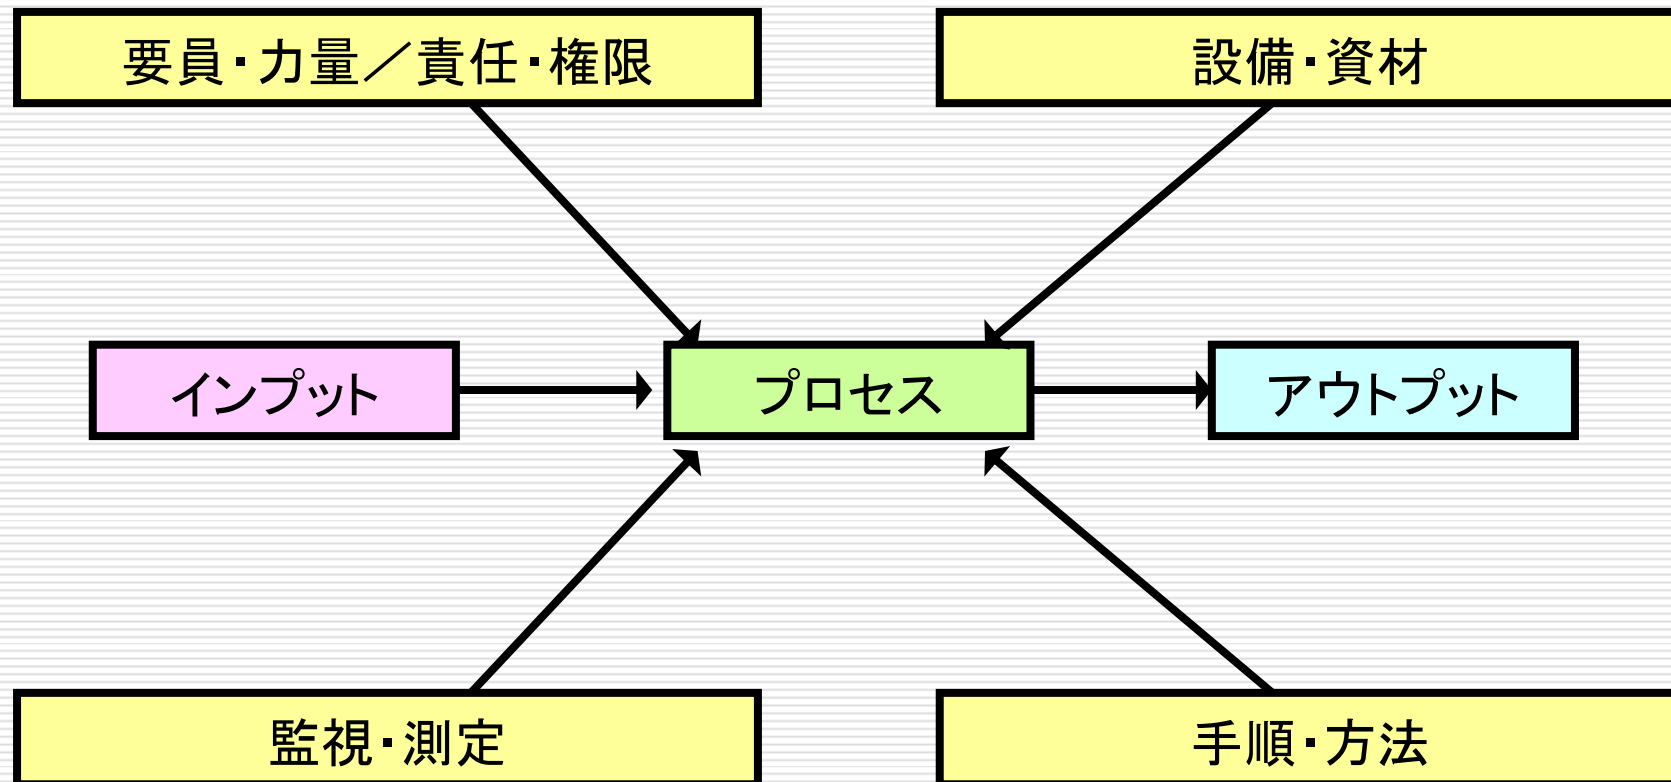 要員・力量／責任・権限
設備・資材
インプット
プロセス
アウトプット
監視・測定
手順・方法